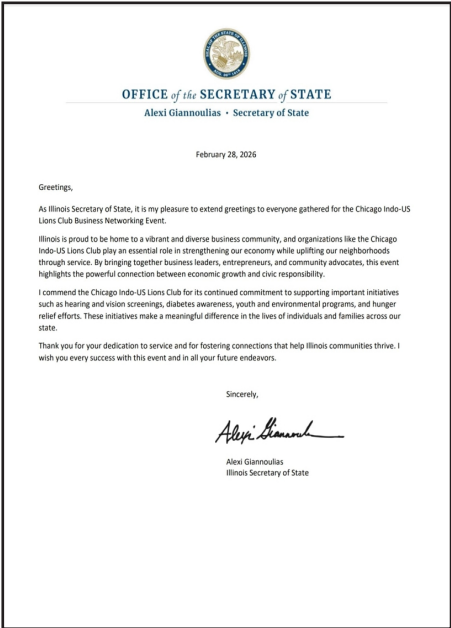 OFFICE of the SECRETARY of STATE
Alexi Giannoulias • Secretary of State
February 28, 2026
Greetings,
As Illinois Secretary of State, it is my pleasure to extend greetings to everyone gathered for the Chicago Indo-US
Lions Club Business Networking Event.
Illinois is proud to be home to a vibrant and diverse business community, and organizations like the Chicago
Indo-US Lions Club play an essential role in strengthening our economy while uplifting our neighborhoods
through service. By bringing together business leaders, entrepreneurs, and community advocates, this event
highlights the powerful connection between economic growth and civic responsibility.
I commend the Chicago Indo-US Lions Club for its continued commitment to supporting important initiatives
such as hearing and vision screenings, diabetes awareness, youth and environmental programs, and hunger
relief efforts. These initiatives make a meaningful difference in the lives of individuals and families across our
state.
Thank you for your dedication to service and for fostering connections that help Illinois communities thrive. I
wish you every success with this event and in all your future endeavors.
Sincerely,
Alexi Giannoulias
Illinois Secretary of State